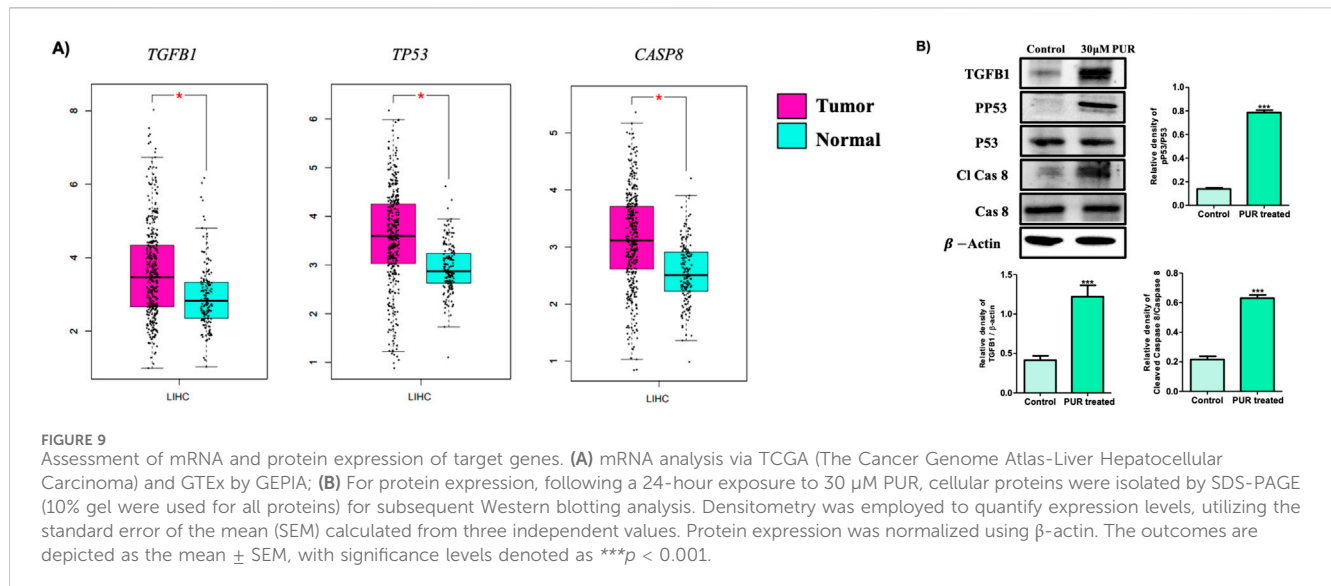 A)
TGFB1
TP53
CASP8
*
*
*
8
6
4
2
LIHC
6
5
4
3
2
1
LIHC
5
4
3
2
1
LIHC
Tumor
Normal
B)
Control 30µM PUR
TGFB1
PP53
P53
Cl Cas 8
Cas 8
β –Actin
Relative density of
pP53/P53
1.0
0.8
0.6
0.4
0.2
0.0
***
Control PUR treated
Relative density of
TGFB1 / β-actin
1.5
1.0
0.5
0.0
***
Control PUR treated
Relative density of
Cleaved Caspase 8/Caspase 8
0.8
0.6
0.4
0.2
0.0
***
Control PUR treated
FIGURE 9
Assessment of mRNA and protein expression of target genes. (A) mRNA analysis via TCGA (The Cancer Genome Atlas-Liver Hepatocellular
Carcinoma) and GTEx by GEPIA; (B) For protein expression, following a 24-hour exposure to 30 µM PUR, cellular proteins were isolated by SDS-PAGE
(10% gel were used for all proteins) for subsequent Western blotting analysis. Densitometry was employed to quantify expression levels, utilizing the
standard error of the mean (SEM) calculated from three independent values. Protein expression was normalized using β-actin. The outcomes are
depicted as the mean ± SEM, with significance levels denoted as ***p < 0.001.